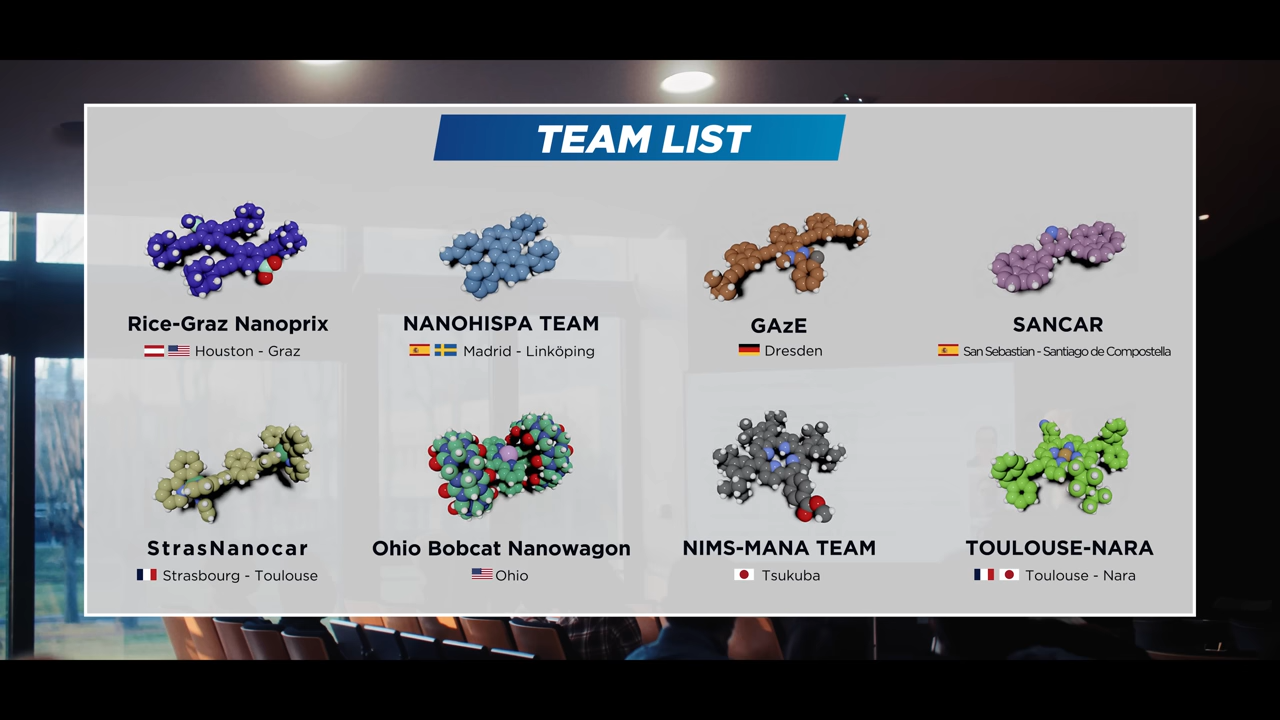 TEAM LIST
Rice-Graz Nanoprix
Houston - Graz
NANOHISPA TEAM
Madrid - Linköping
GAzE
Dresden
SANCAR
San Sebastian - Santiago de Compostella
StrasNanocar
Strasbourg - Toulouse
Ohio Bobcat Nanowagon
Ohio
NIMS-MANA TEAM
Tsukuba
TOULOUSE-NARA
Toulouse - Nara